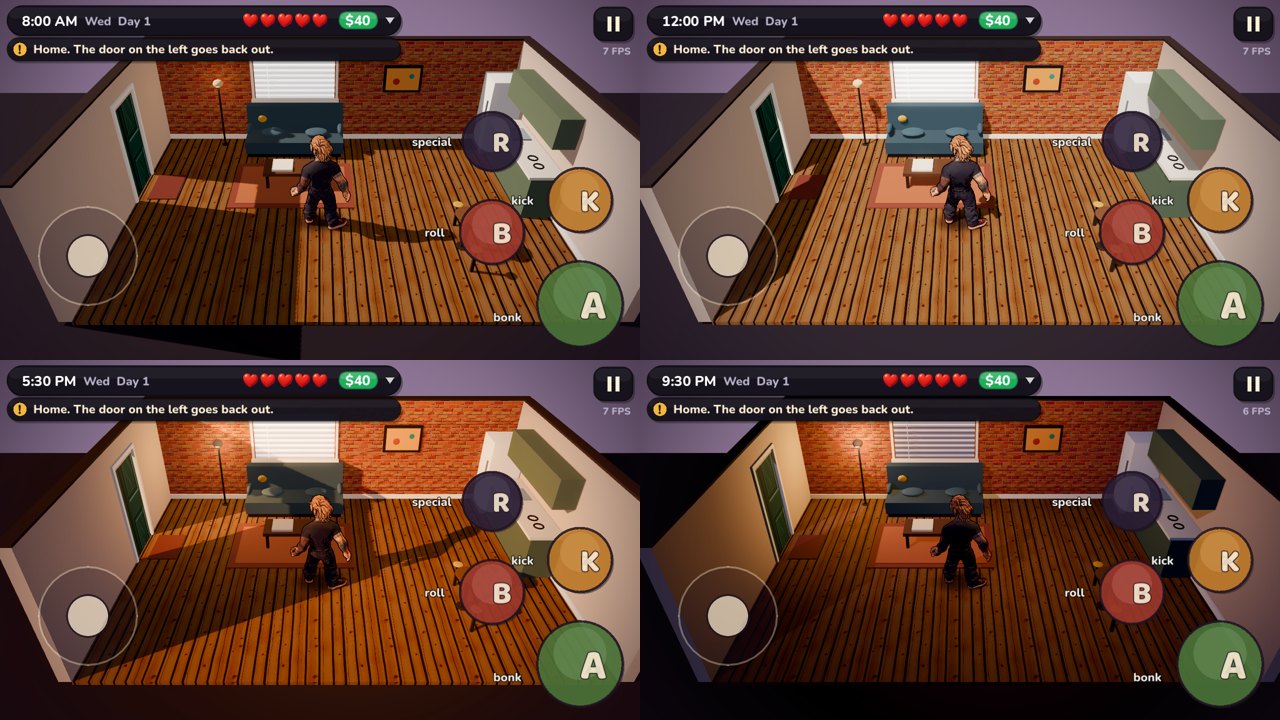 8:00 AM Wed Day 1 $40
7 FPS
Home. The door on the left goes back out.
special
R
kick
K
roll
B
bonk
A
12:00 PM Wed Day 1 $40
7 FPS
Home. The door on the left goes back out.
special
R
kick
K
roll
B
bonk
A
5:30 PM Wed Day 1 $40
7 FPS
Home. The door on the left goes back out.
special
R
kick
K
roll
B
bonk
A
9:30 PM Wed Day 1 $40
6 FPS
Home. The door on the left goes back out.
special
R
kick
K
roll
B
bonk
A